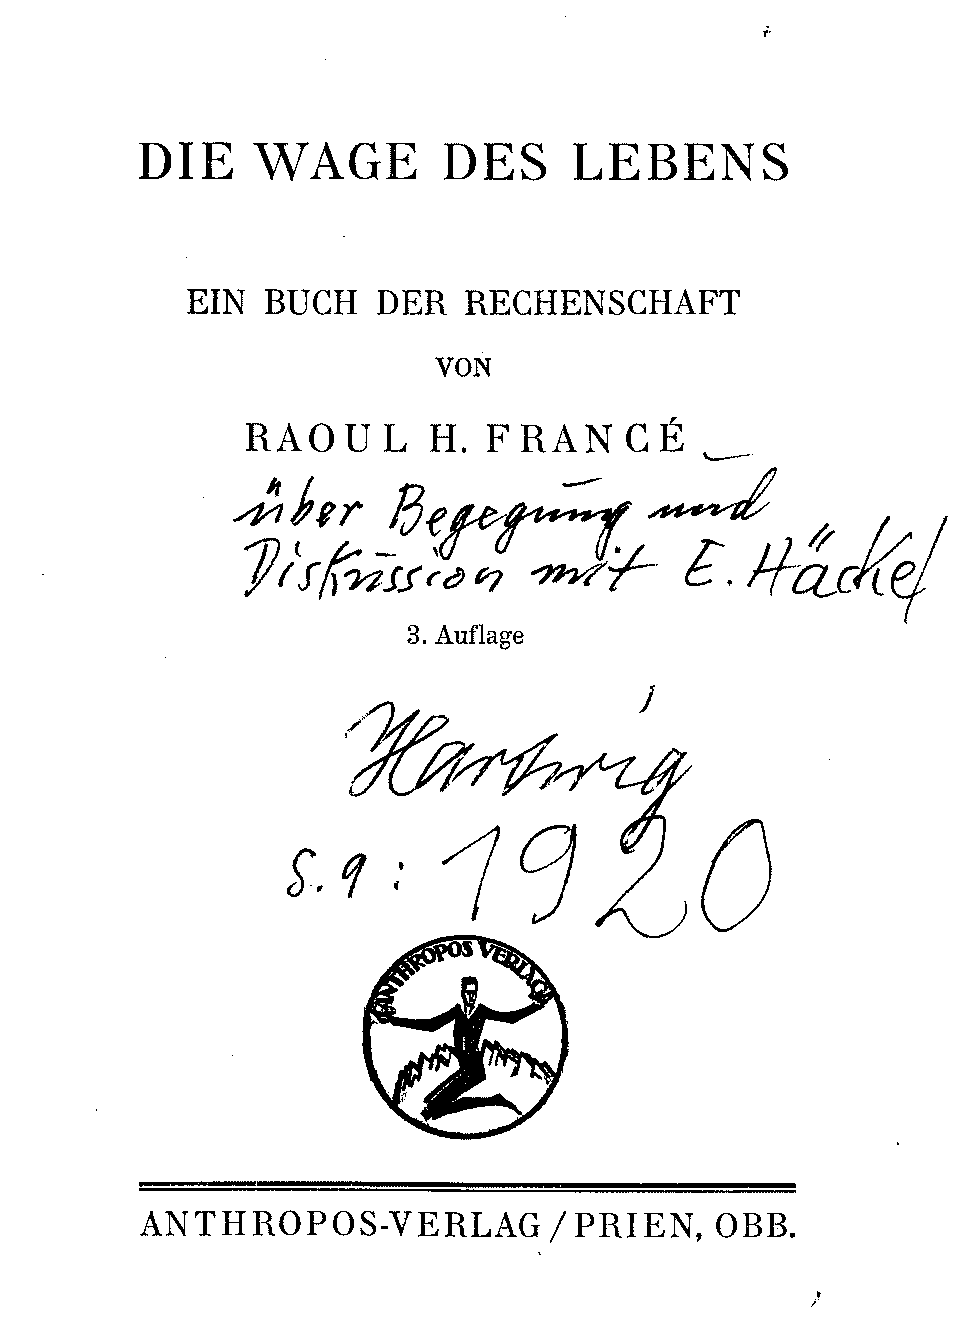 DIE WAGE DES LEBENS
EIN BUCH DER RECHENSCHAFT
VON
RAOUL H. FRANCÉ
über Begegung und
Diskussion mit E. Häckel
3. Auflage
Hartwig
S. 9 : 1920
ANTHROPOS VERLAG
ANTHROPOS-VERLAG / PRIEN, OBB.